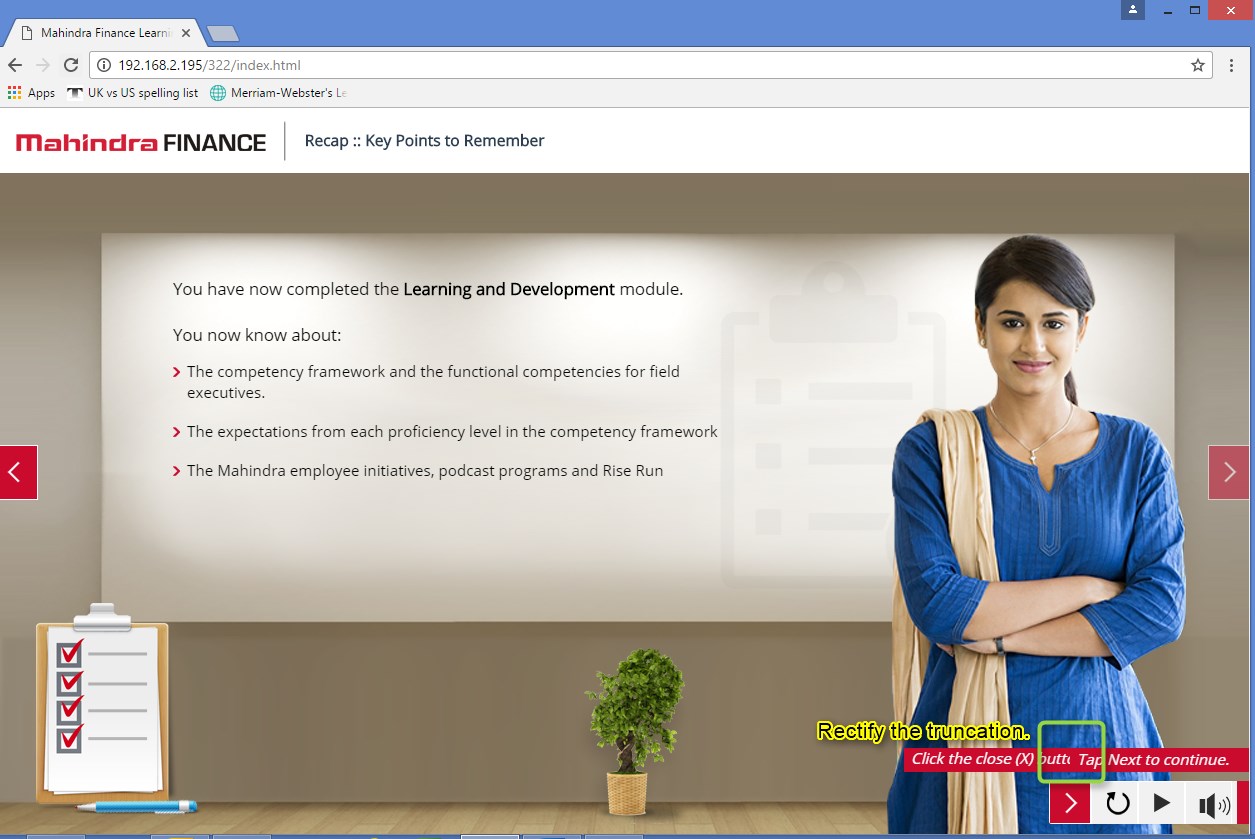 Mahindra Finance Learni
192.168.2.195/322/index.html
Apps
UK vs US spelling list
Merriam-Webster's Le
Mahindra FINANCE
Recap :: Key Points to Remember
You have now completed the Learning and Development module.
You now know about:
The competency framework and the functional competencies for field
executives.
The expectations from each proficiency level in the competency framework
The Mahindra employee initiatives, podcast programs and Rise Run
Rectify the truncation.
Click the close (X) butto Tap Next to continue.